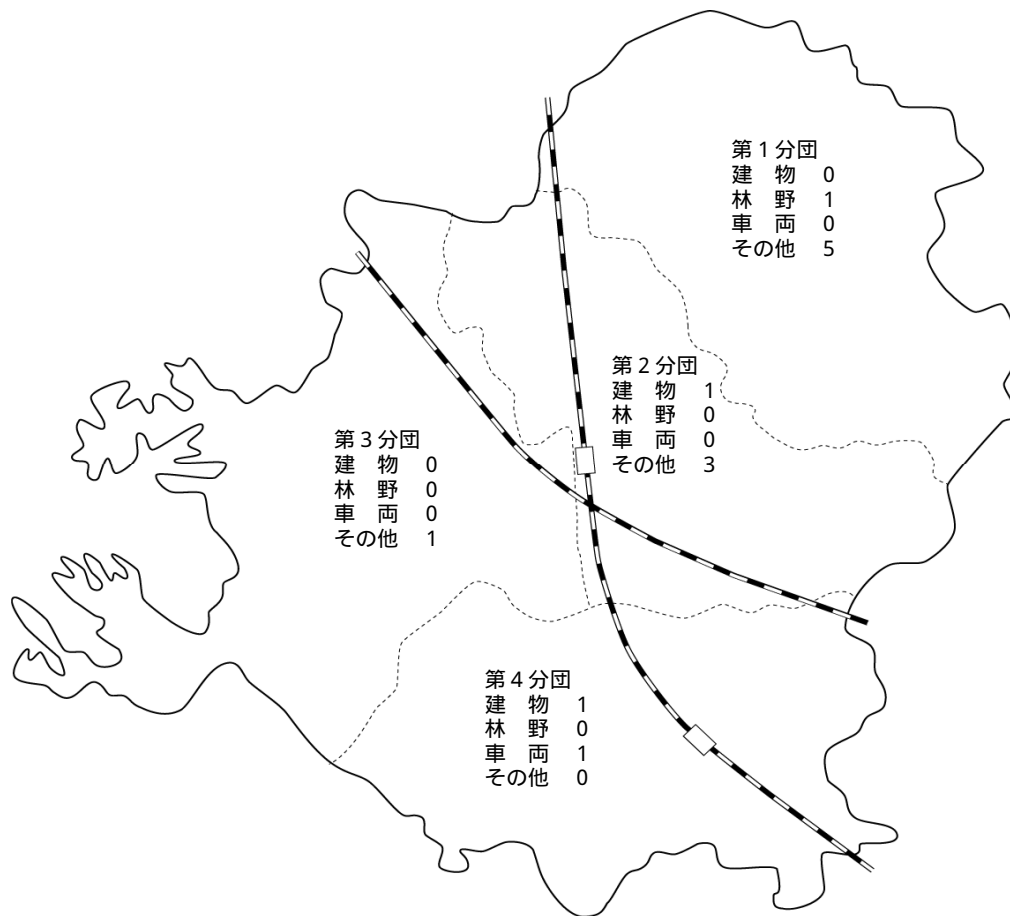 第1分団
建　物　0
林　野　1
車　両　0
その他　5
第2分団
建　物　1
林　野　0
車　両　0
その他　3
第3分団
建　物　0
林　野　0
車　両　0
その他　1
第4分団
建　物　1
林　野　0
車　両　1
その他　0